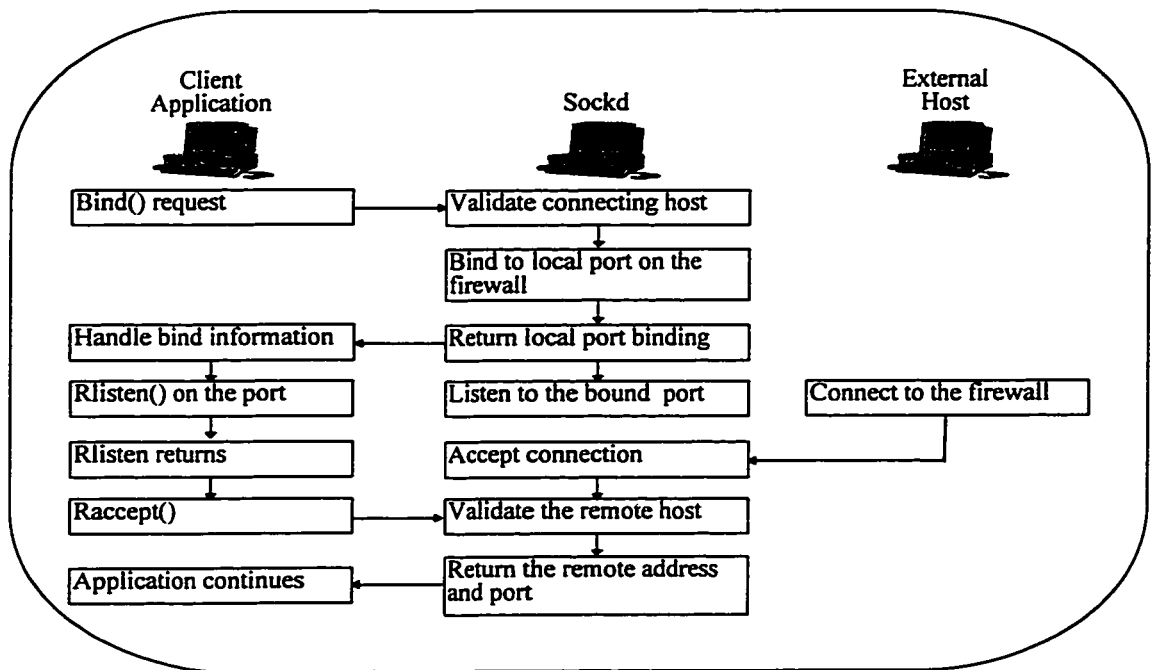 Client
Application
Sockd
External
Host
Bind() request
Validate connecting host
Bind to local port on the
firewall
Handle bind information
Return local port binding
Rlisten() on the port
Listen to the bound port
Connect to the firewall
Rlisten returns
Accept connection
Raccept()
Validate the remote host
Application continues
Return the remote address
and port